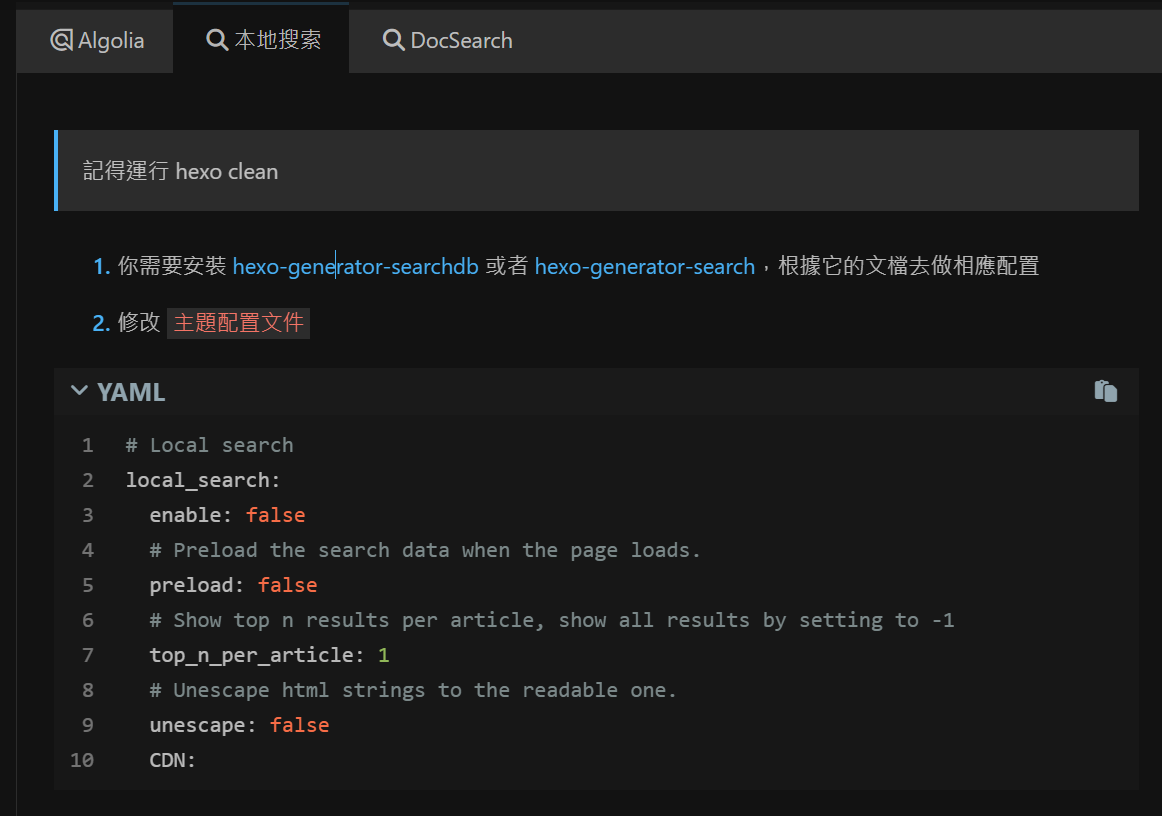 Algolia 本地搜索 DocSearch
記得運行 hexo clean
1. 你需要安裝 hexo-generator-searchdb 或者 hexo-generator-search，根據它的文檔去做相應配置
2. 修改 主題配置文件
YAML
1 # Local search
2 local_search:
3   enable: false
4   # Preload the search data when the page loads.
5   preload: false
6   # Show top n results per article, show all results by setting to -1
7   top_n_per_article: 1
8   # Unescape html strings to the readable one.
9   unescape: false
10   CDN: